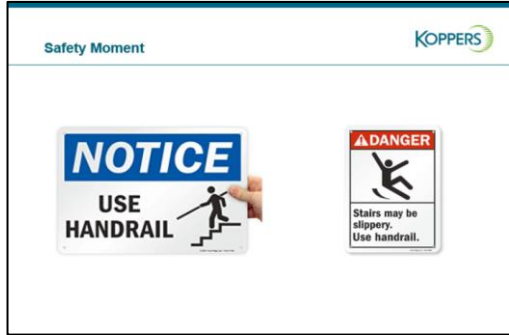 Safety Moment
KOPPERS
NOTICE
USE
HANDRAIL
DANGER
Stairs may be
slippery.
Use handrail.